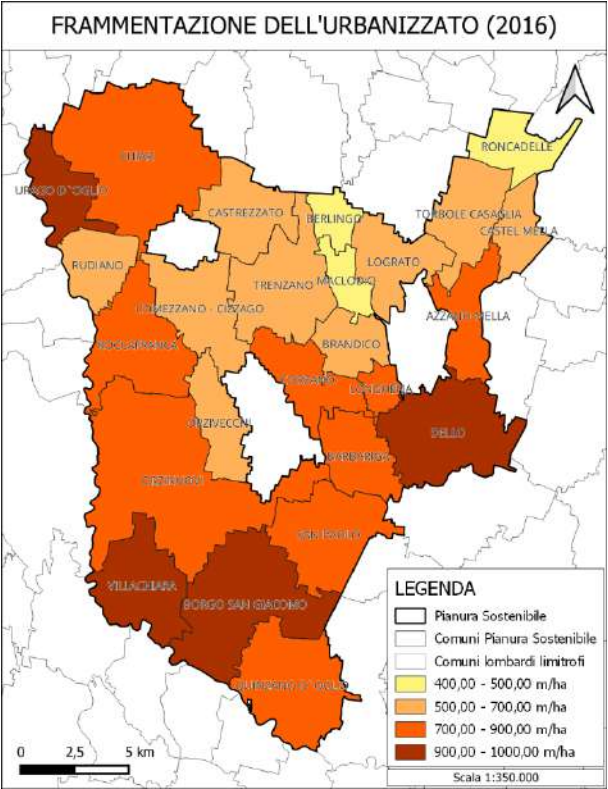 FRAMMENTAZIONE DELL'URBANIZZATO (2016)
RONCADELLE
CHIARI
URAGO D`OGLIO
CASTREZZATO
BERLINGO
TORBOLE CASAGLIA
CASTEL MELLA
RUDIANO
LOGRATO
TRENZANO
MACLODIO
COMEZZANO - CIZZAGO
AZZANO MELLA
ROCCAFRANCA
BRANDICO
CORZANO
LONGHENA
ORZIVECCHI
DELLO
BARBARIGA
ORZINUOVI
SAN PAOLO
VILLACHIARA
BORGO SAN GIACOMO
QUINZANO D`OGLIO
LEGENDA
Pianura Sostenibile
Comuni Pianura Sostenibile
Comuni lombardi limitrofi
400,00 - 500,00 m/ha
500,00 - 700,00 m/ha
700,00 - 900,00 m/ha
900,00 - 1000,00 m/ha
0 2,5 5 km
Scala 1:350.000